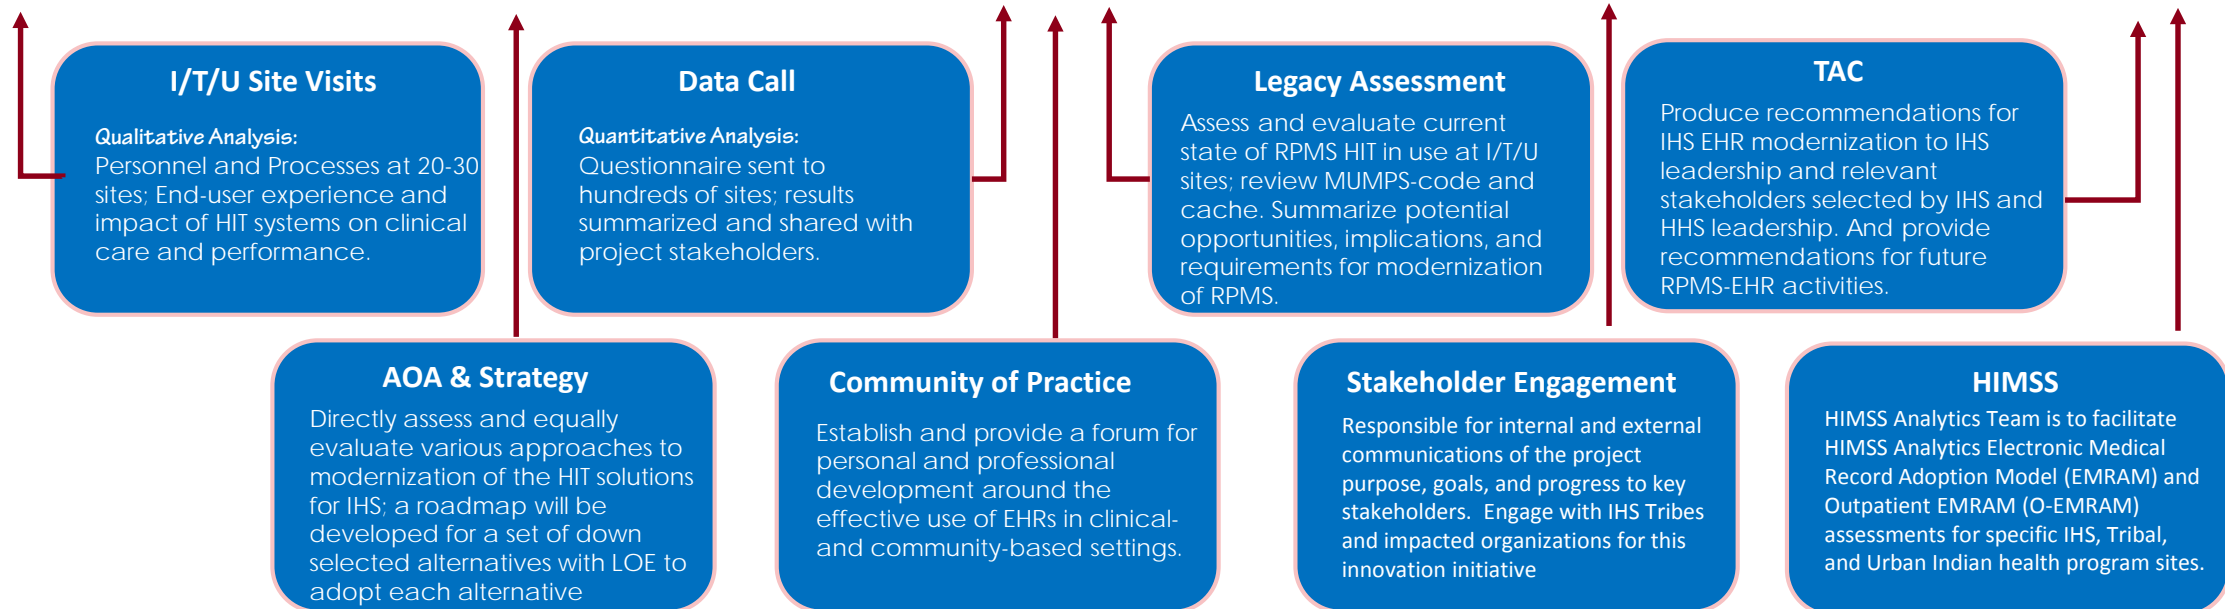 I/T/U Site Visits
Qualitative Analysis:
Personnel and Processes at 20-30
sites; End-user experience and
impact of HIT systems on clinical
care and performance.
Data Call
Quantitative Analysis:
Questionnaire sent to
hundreds of sites; results
summarized and shared with
project stakeholders.
Legacy Assessment
Assess and evaluate current
state of RPMS HIT in use at I/T/U
sites; review MUMPS-code and
cache. Summarize potential
opportunities, implications, and
requirements for modernization
of RPMS.
TAC
Produce recommendations for
IHS EHR modernization to IHS
leadership and relevant
stakeholders selected by IHS and
HHS leadership. And provide
recommendations for future
RPMS-EHR activities.
AOA & Strategy
Directly assess and equally
evaluate various approaches to
modernization of the HIT solutions
for IHS; a roadmap will be
developed for a set of down
selected alternatives with LOE to
adopt each alternative
Community of Practice
Establish and provide a forum for
personal and professional
development around the
effective use of EHRs in clinical-
and community-based settings.
Stakeholder Engagement
Responsible for internal and external
communications of the project
purpose, goals, and progress to key
stakeholders.  Engage with IHS Tribes
and impacted organizations for this
innovation initiative
HIMSS
HIMSS Analytics Team is to facilitate
HIMSS Analytics Electronic Medical
Record Adoption Model (EMRAM) and
Outpatient EMRAM (O-EMRAM)
assessments for specific IHS, Tribal,
and Urban Indian health program sites.